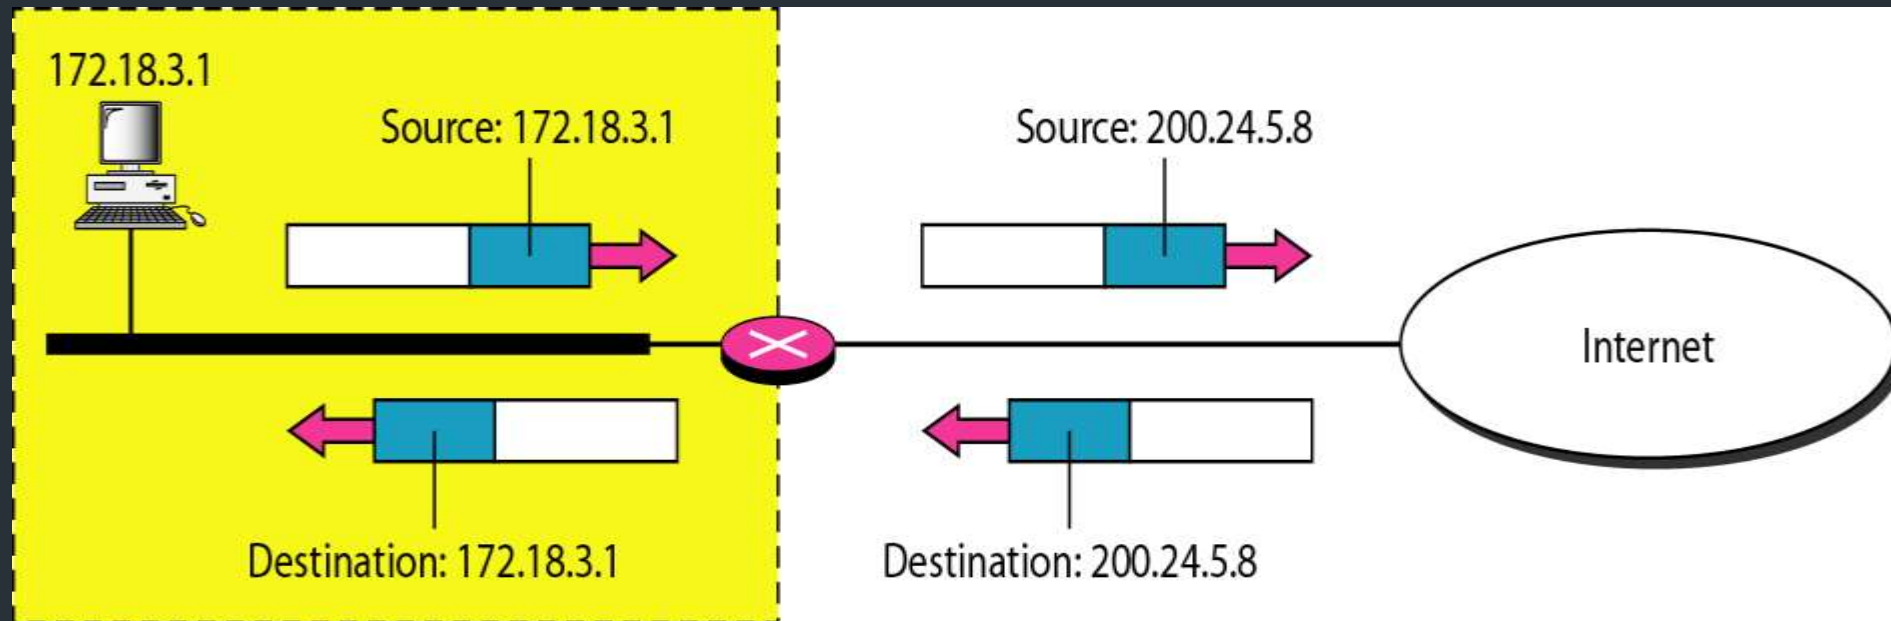 172.18.3.1
Source: 172.18.3.1
Source: 200.24.5.8
Internet
Destination: 172.18.3.1
Destination: 200.24.5.8